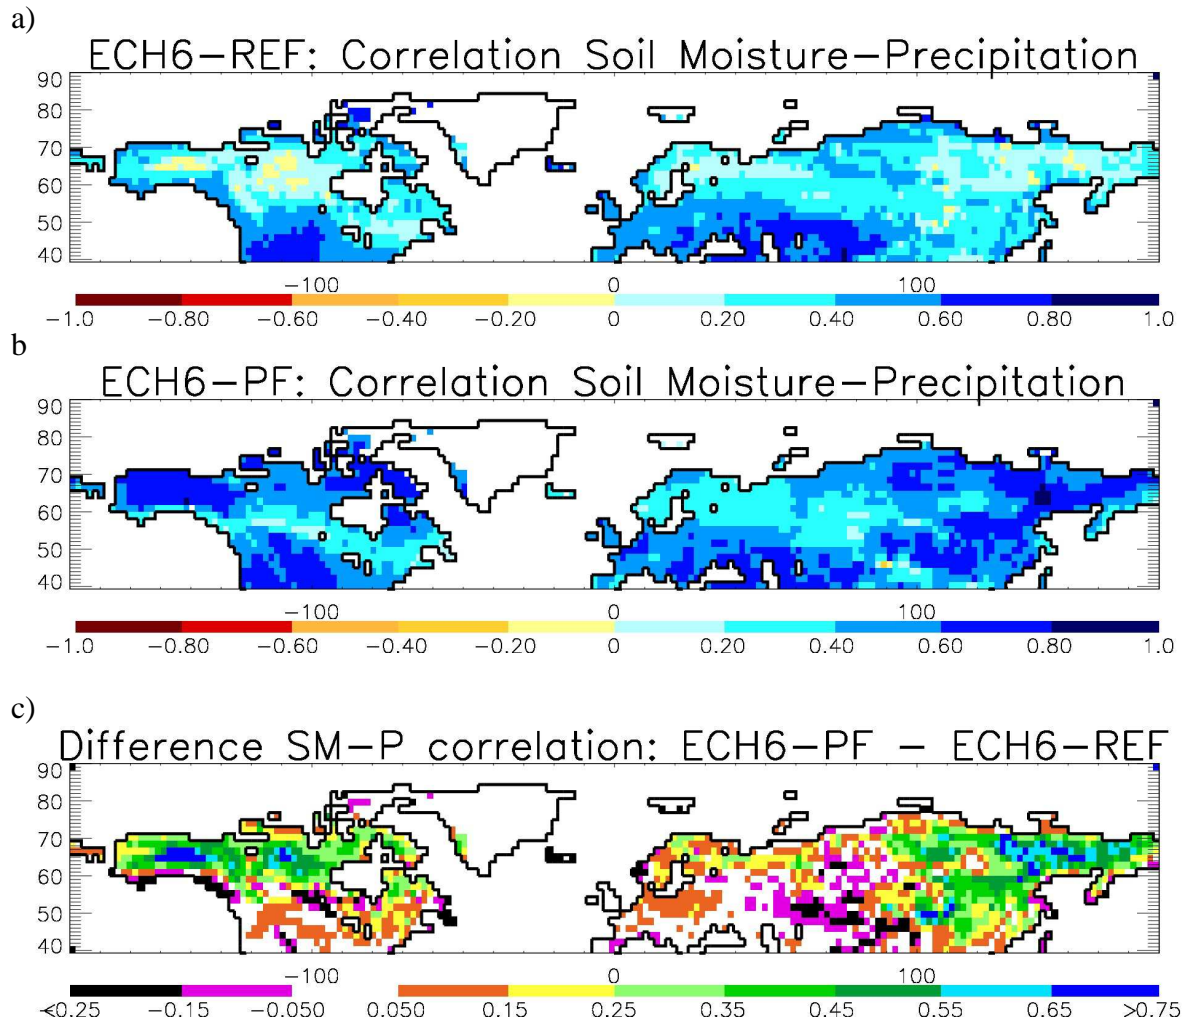 a)
ECH6-REF: Correlation Soil Moisture-Precipitation
90
80
70
60
50
40
-100 0 100
-1.0 -0.80 -0.60 -0.40 -0.20 0 0.20 0.40 0.60 0.80 1.0
b
ECH6-PF: Correlation Soil Moisture-Precipitation
90
80
70
60
50
40
-100 0 100
-1.0 -0.80 -0.60 -0.40 -0.20 0 0.20 0.40 0.60 0.80 1.0
c)
Difference SM-P correlation: ECH6-PF - ECH6-REF
90
80
70
60
50
40
-100 0 100
<0.25 -0.15 -0.050 0.050 0.15 0.25 0.35 0.45 0.55 0.65 >0.75